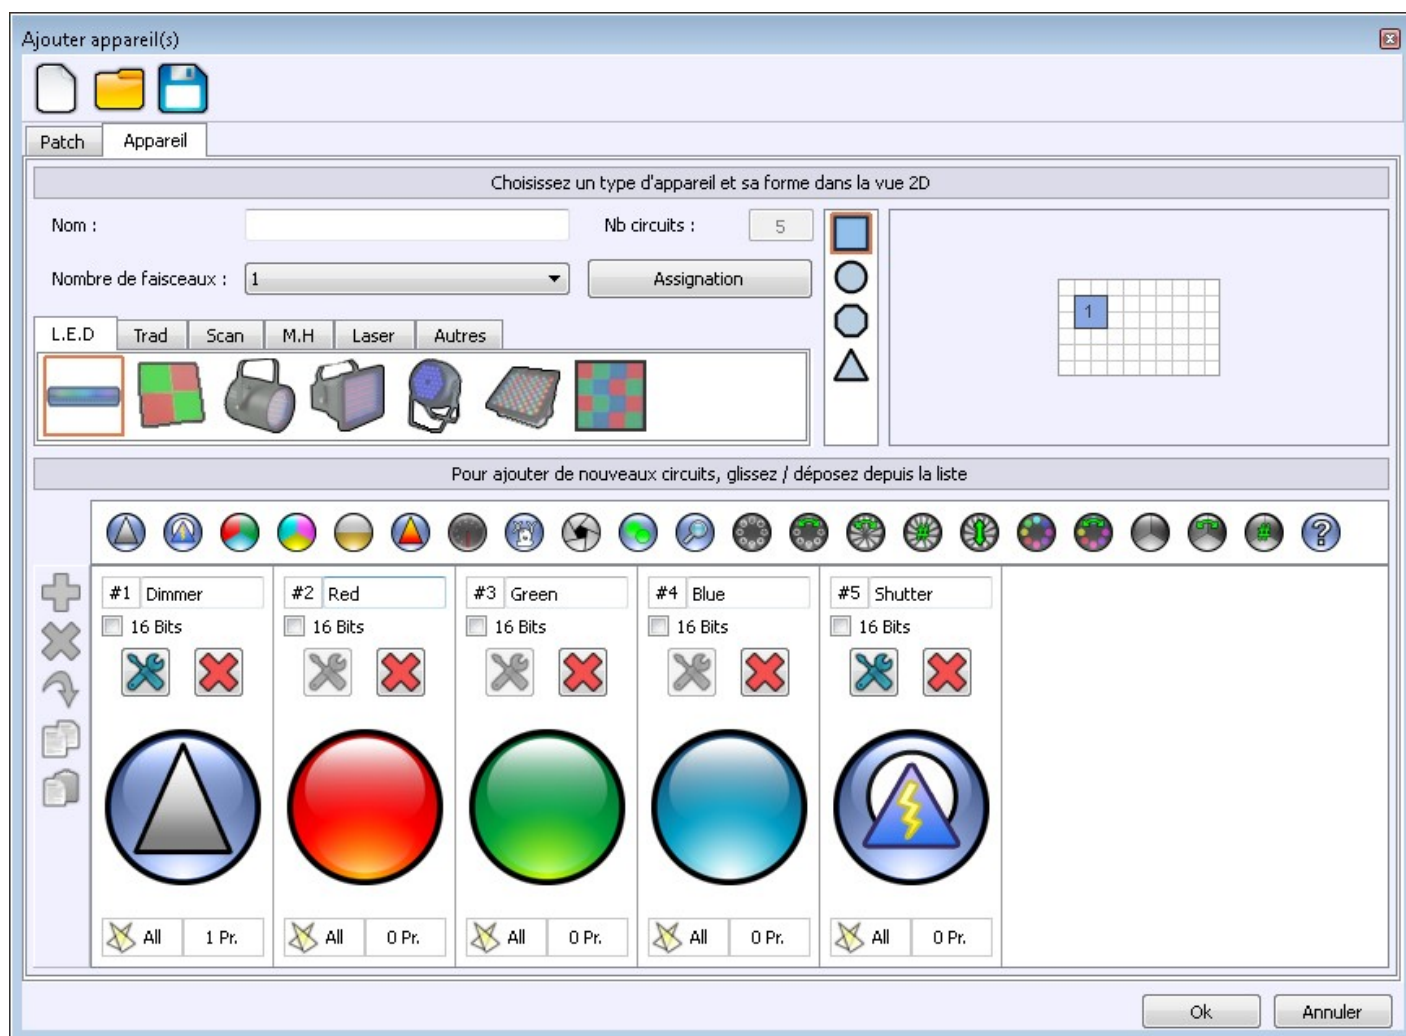 Ajouter appareil(s)
Patch Appareil
Choisissez un type d'appareil et sa forme dans la vue 2D
Nom : Nb circuits : 5
Nombre de faisceaux : 1 Assignation
1
L.E.D Trad Scan M.H Laser Autres
Pour ajouter de nouveaux circuits, glissez / déposez depuis la liste
# # ?
#1 Dimmer #2 Red #3 Green #4 Blue #5 Shutter
16 Bits 16 Bits 16 Bits 16 Bits 16 Bits
All 1 Pr. All 0 Pr. All 0 Pr. All 0 Pr. All 0 Pr.
Ok Annuler